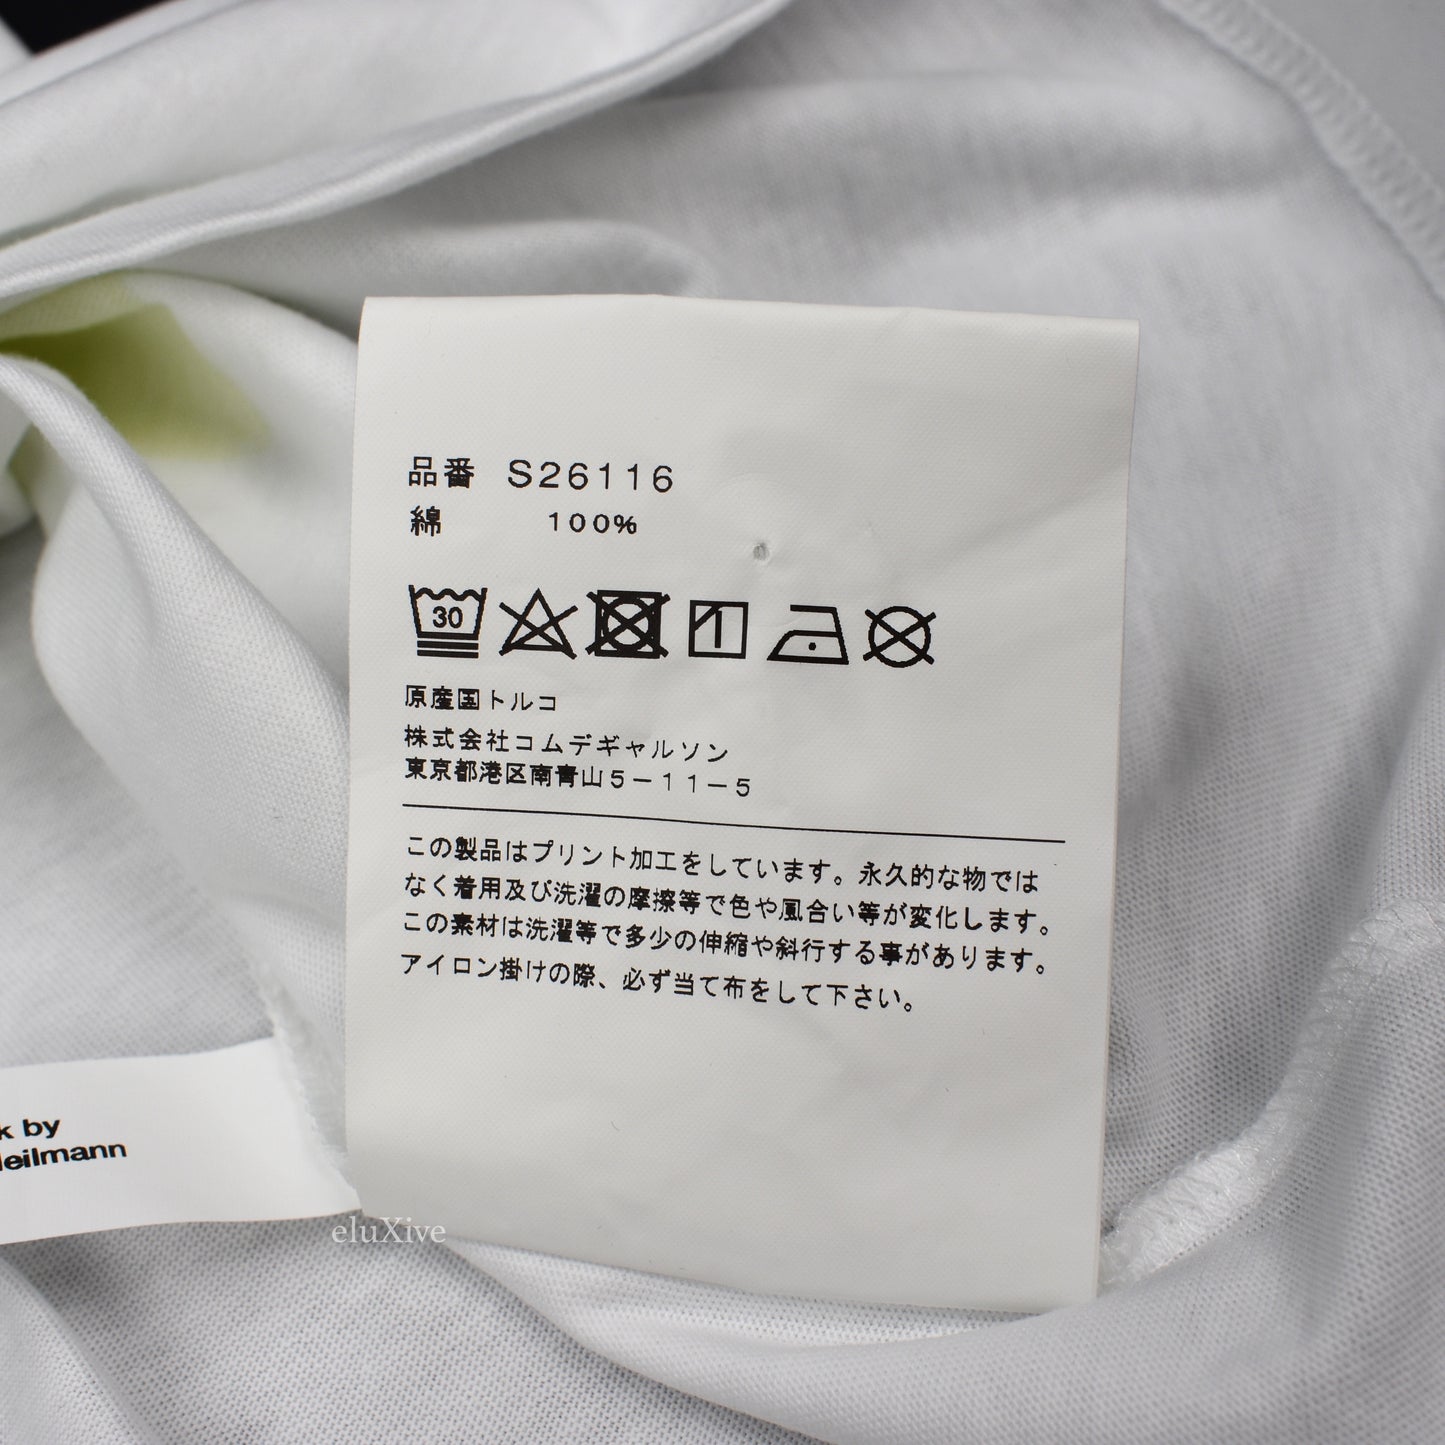 品番 S26116
綿 100%
30
原産国トルコ
株式会社コムデギャルソン
東京都港区南青山5-11-5
この製品はプリント加工をしています。永久的な物では
なく着用及び洗濯の摩擦等で色や風合い等が変化します。
この素材は洗濯等で多少の伸縮や斜行する事があります。
アイロン掛けの際、必ず当て布をして下さい。
k by
eilmann
eluXive